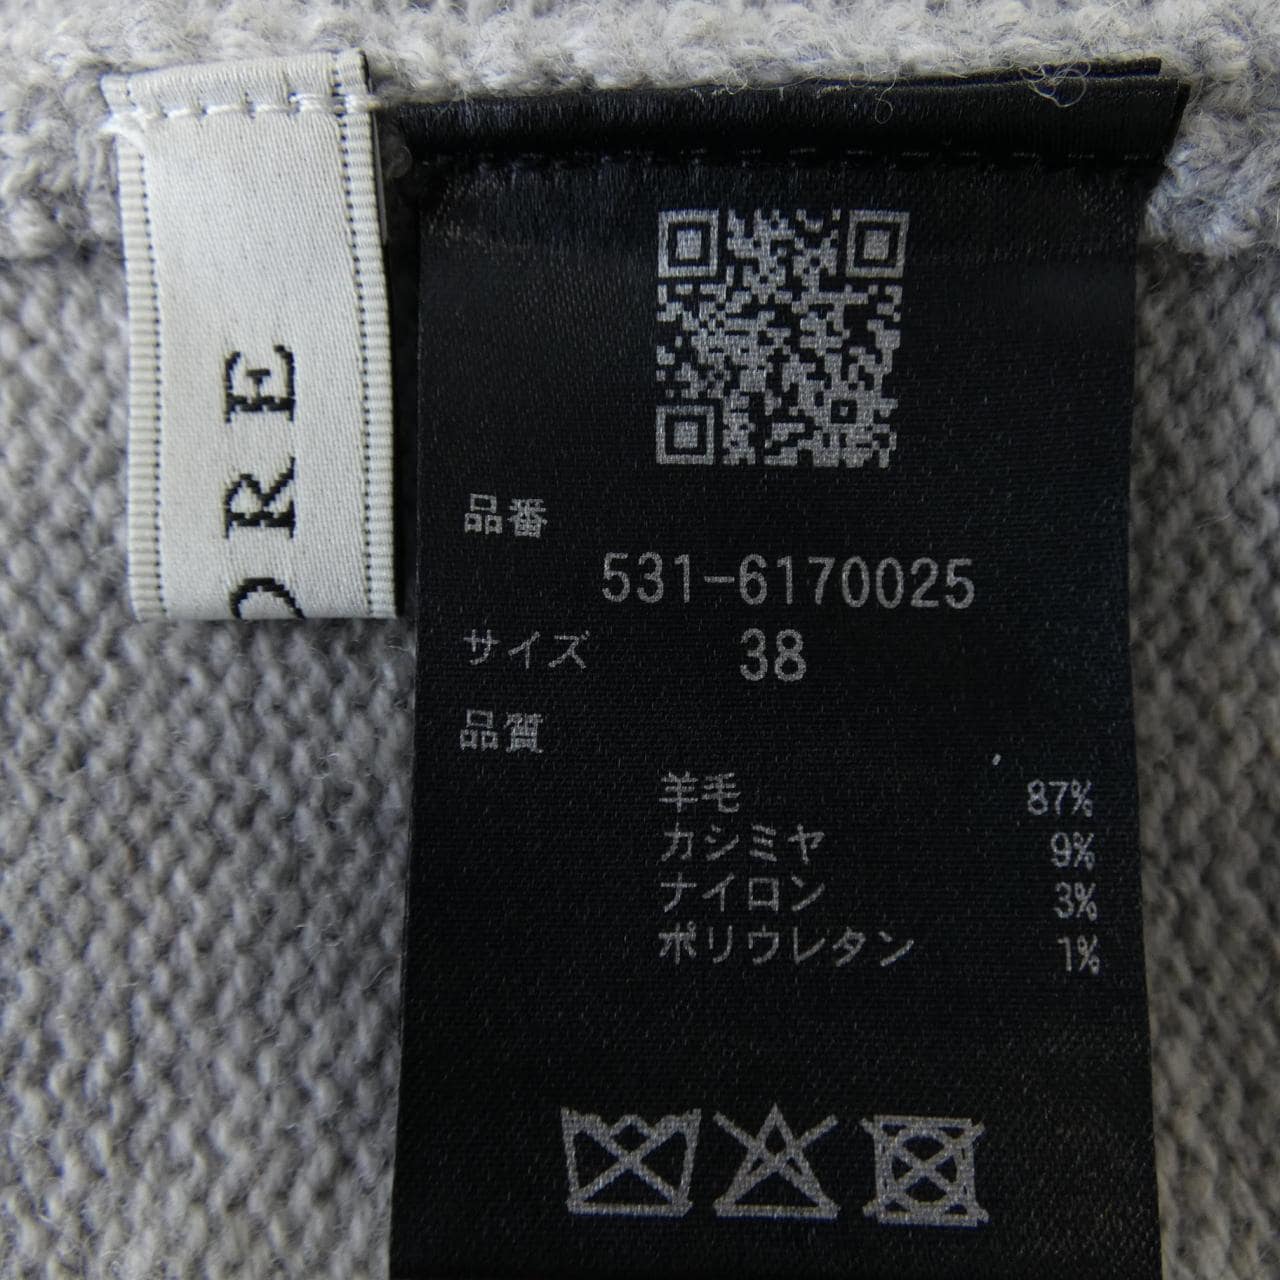 ORE
品番
531-6170025
サイズ 38
品質
羊毛 87%
カシミヤ 9%
ナイロン 3%
ポリウレタン 1%